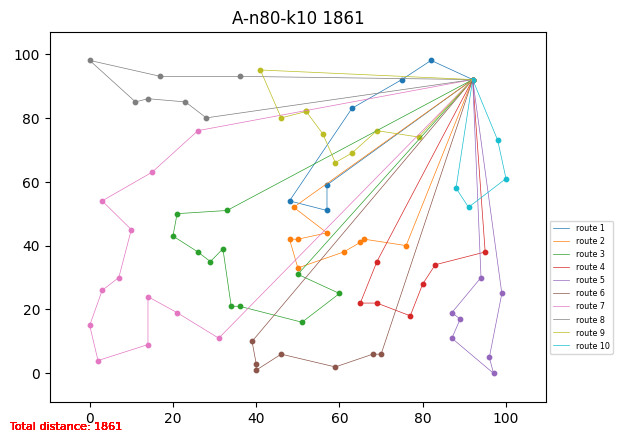 A-n80-k10 1861
100
80
60
40
20
0
0
20
40
60
80
100
route 1
route 2
route 3
route 4
route 5
route 6
route 7
route 8
route 9
route 10
Total distance: 1861